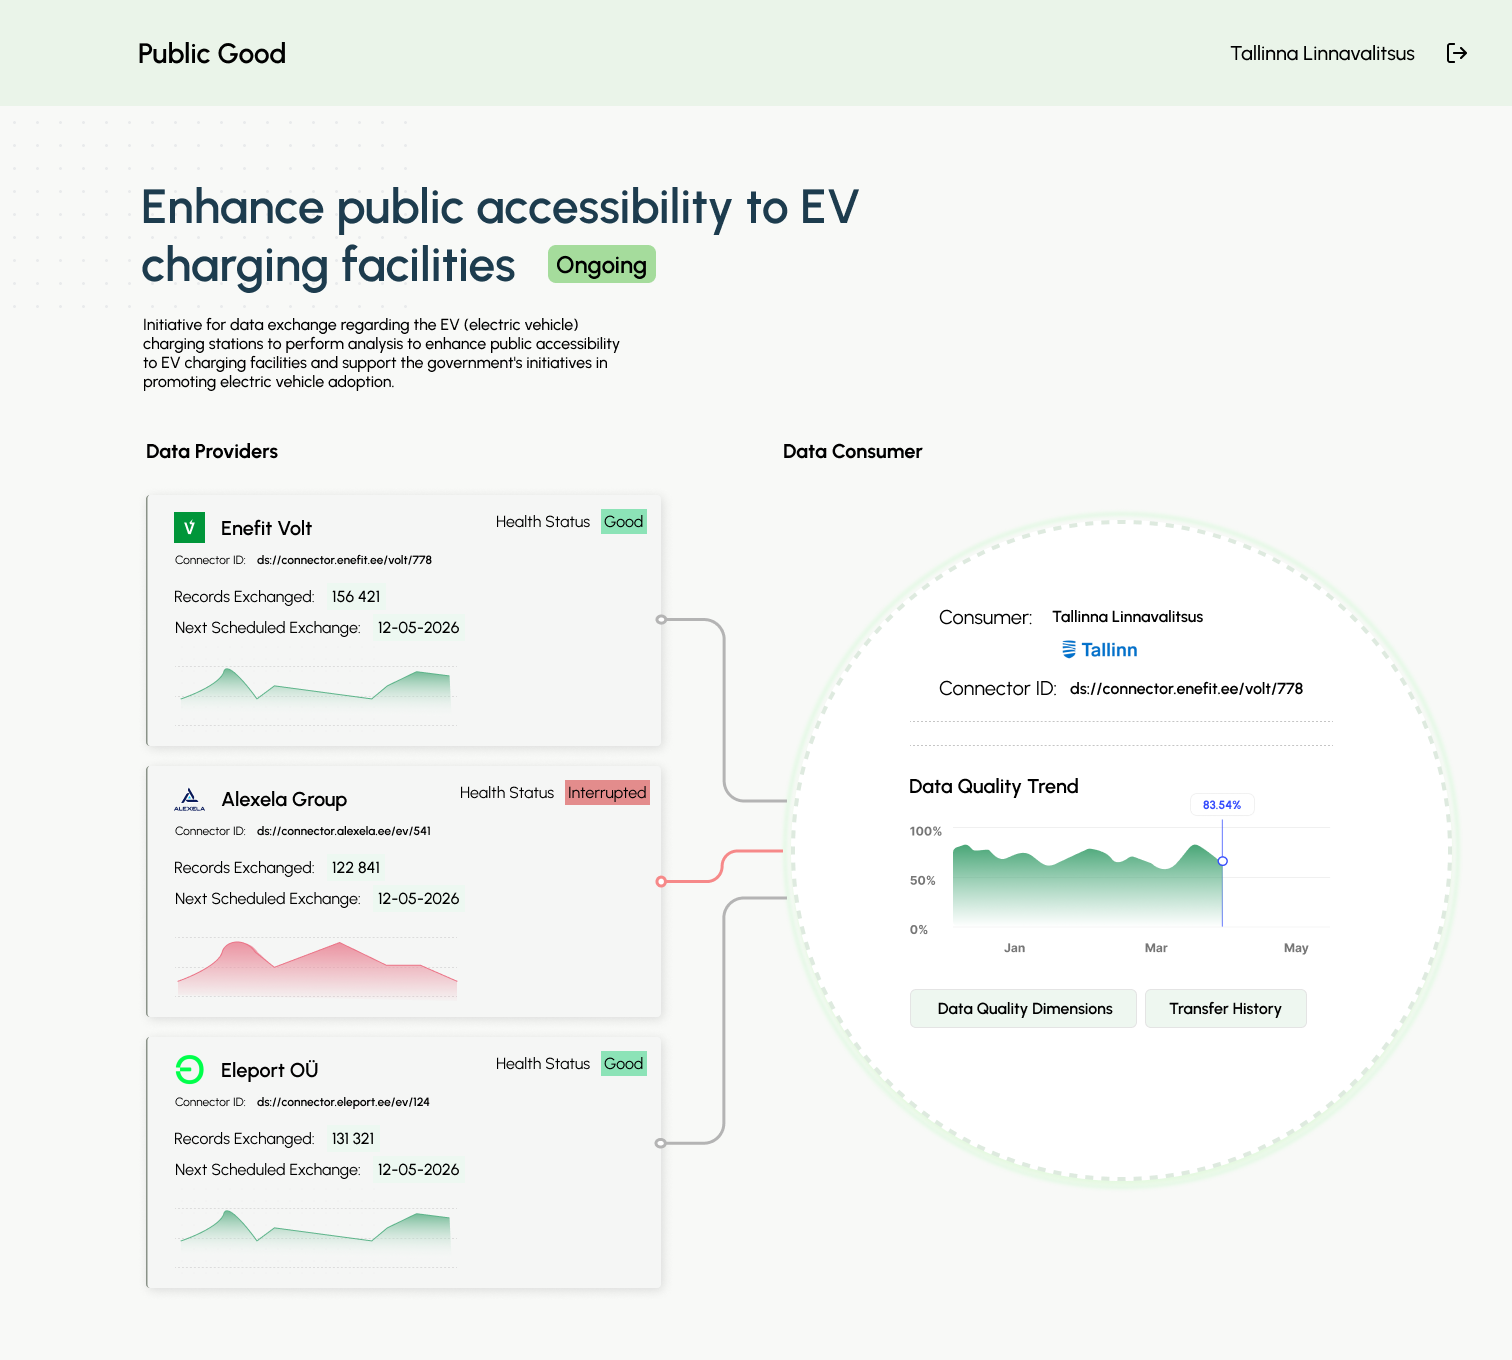 Public Good
Tallinna Linnavalitsus
Enhance public accessibility to EV
charging facilities Ongoing
Initiative for data exchange regarding the EV (electric vehicle)
charging stations to perform analysis to enhance public accessibility
to EV charging facilities and support the government's initiatives in
promoting electric vehicle adoption.
Data Providers
Enefit Volt
Health Status Good
Connector ID: ds://connector.enefit.ee/volt/778
Records Exchanged: 156 421
Next Scheduled Exchange: 12-05-2026
ALEXELA
Alexela Group
Health Status Interrupted
Connector ID: ds://connector.alexela.ee/ev/541
Records Exchanged: 122 841
Next Scheduled Exchange: 12-05-2026
Eleport OÜ
Health Status Good
Connector ID: ds://connector.eleport.ee/ev/124
Records Exchanged: 131 321
Next Scheduled Exchange: 12-05-2026
Data Consumer
Consumer: Tallinna Linnavalitsus
Tallinn
Connector ID: ds://connector.enefit.ee/volt/778
Data Quality Trend
83.54%
100%
50%
0%
Jan Mar May
Data Quality Dimensions
Transfer History